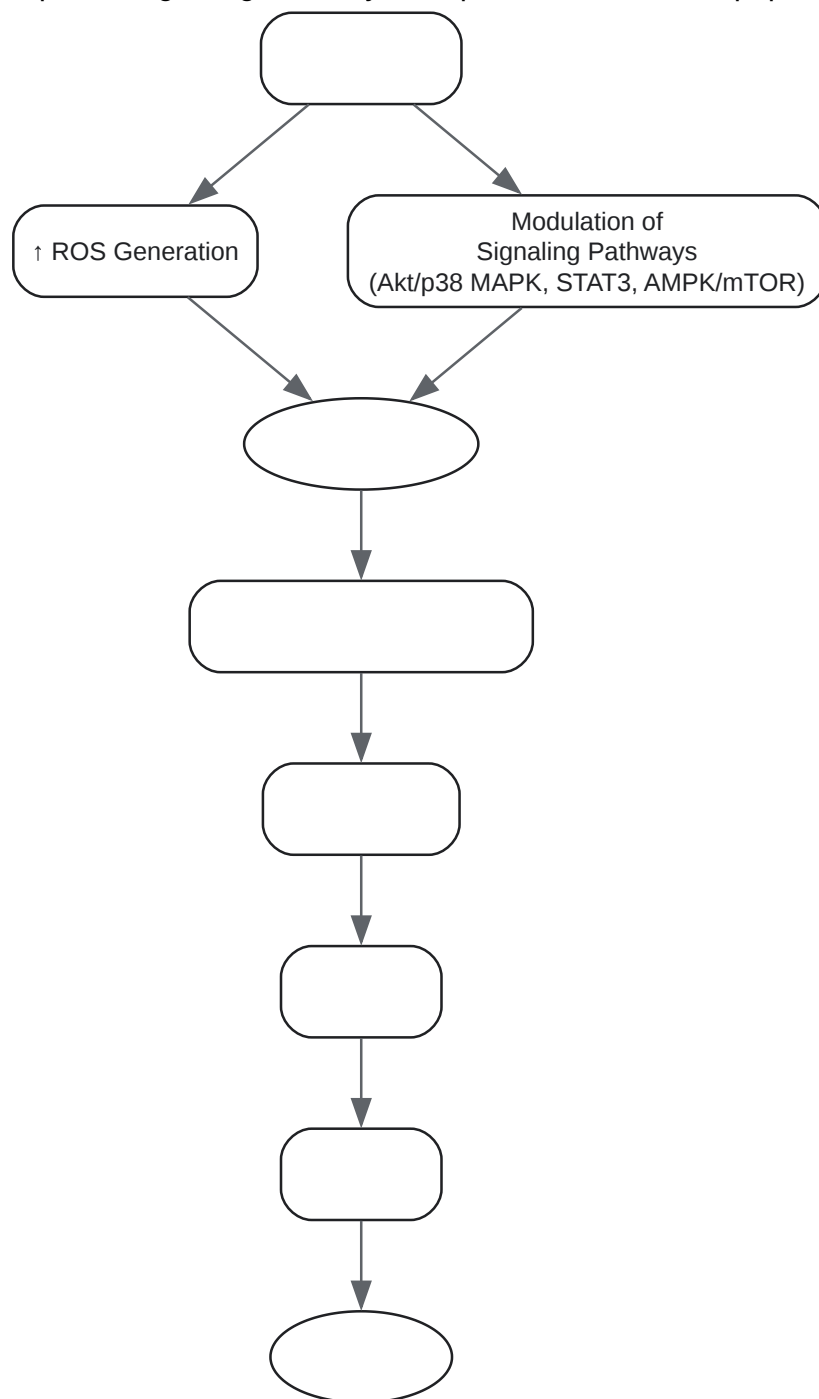 ↑ ROS Generation
Modulation of
Signaling Pathways
(Akt/p38 MAPK, STAT3, AMPK/mTOR)